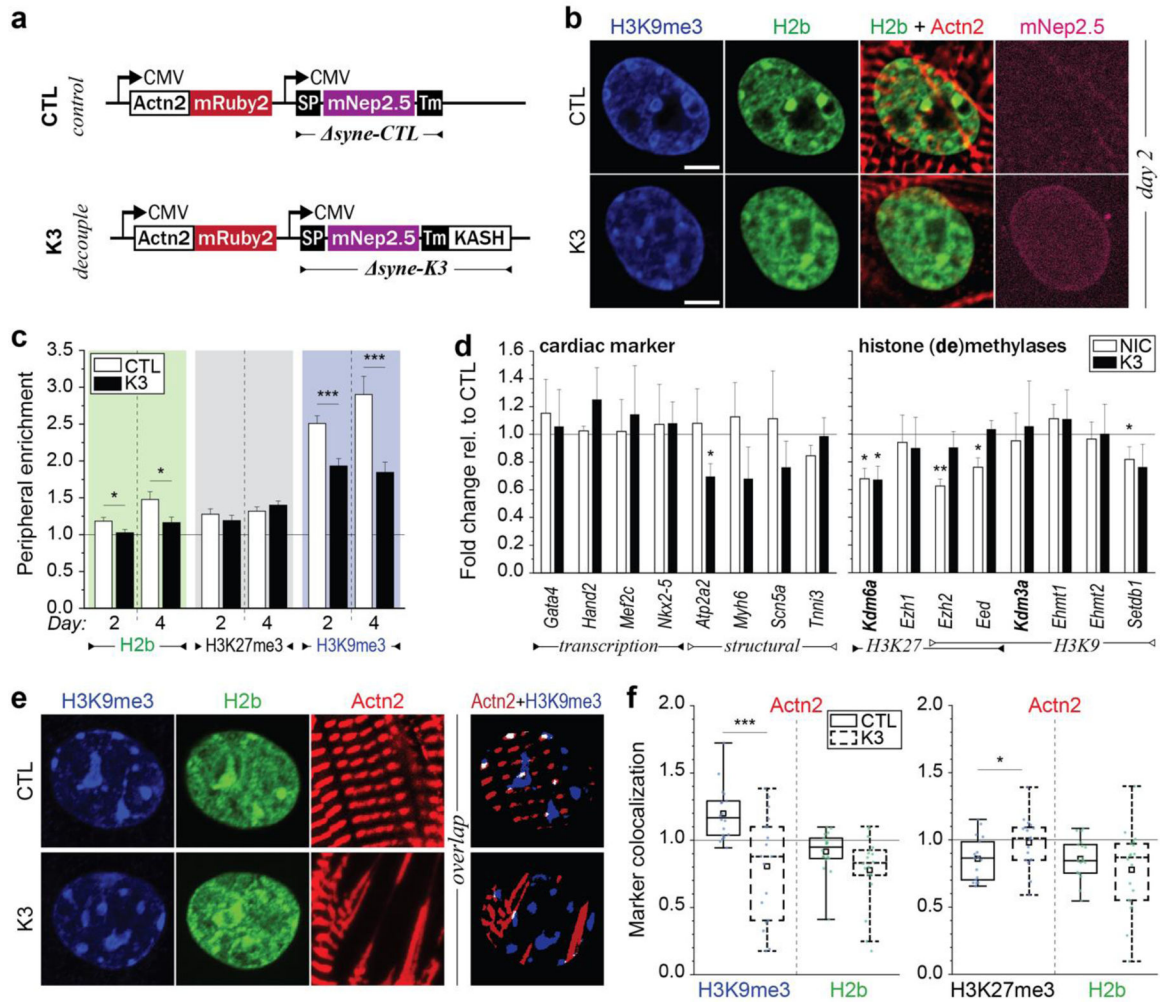 a
CTL
control
CMV
Actn2 mRuby2
CMV
SP mNep2.5 Tm
Δsyne-CTL
K3
decouple
CMV
Actn2 mRuby2
CMV
SP mNep2.5 Tm KASH
Δsyne-K3
b
H3K9me3 H2b H2b + Actn2 mNep2.5
CTL
K3
day 2
c
Peripheral enrichment
3.5
3.0
2.5
2.0
1.5
1.0
0.5
0.0
CTL
K3
* * *** ***
Day: 2 4 2 4 2 4
H2b H3K27me3 H3K9me3
d
Fold change rel. to CTL
1.6
1.4
1.2
1.0
0.8
0.6
0.4
0.2
0.0
cardiac marker
*
Gata4 Hand2 Mef2c Nkx2-5 Atp2a2 Myh6 Scn5a Tnni3
transcription structural
histone (de)methylases
NIC
K3
* * ** * *
Kdm6a Ezh1 Ezh2 Eed Kdm3a Ehmt1 Ehmt2 Setdb1
H3K27 H3K9
e
H3K9me3 H2b Actn2 Actn2+H3K9me3
CTL
K3
overlap
f
Marker colocalization
Actn2
2.0
1.5
1.0
0.5
0.0
CTL
K3
***
H3K9me3 H2b
Actn2
2.0
1.5
1.0
0.5
0.0
*
H3K27me3 H2b